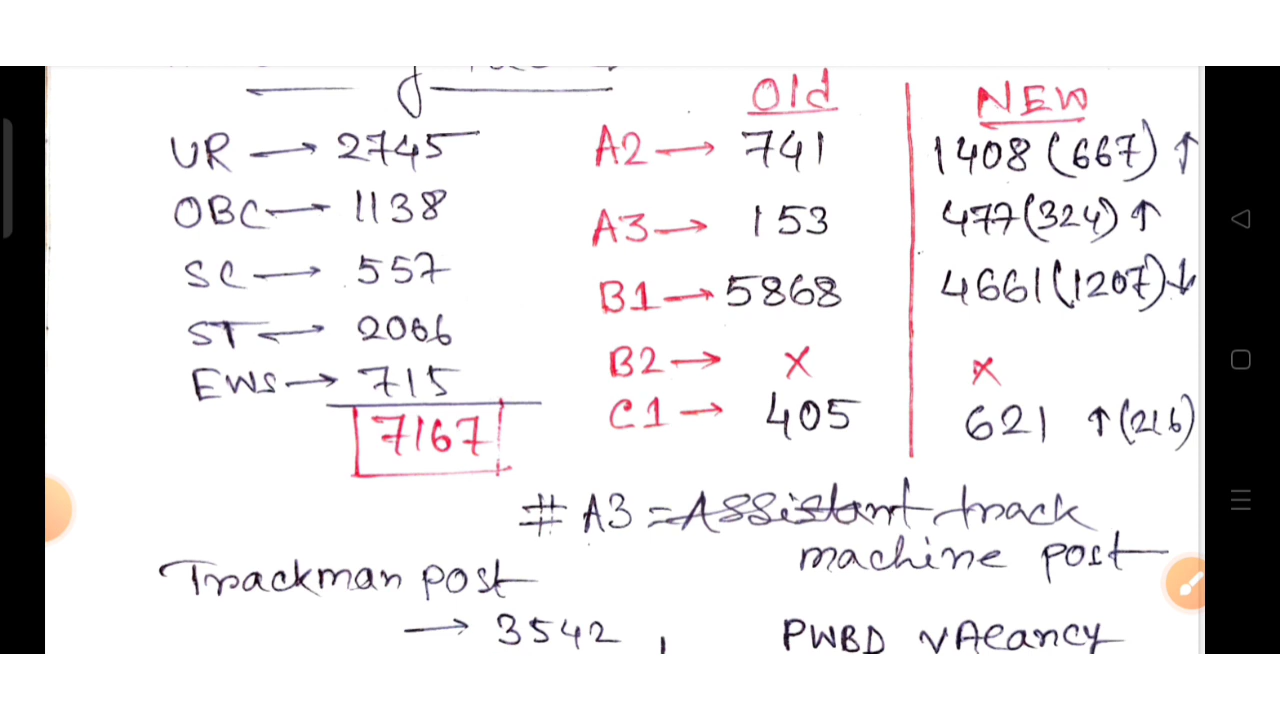 UR → 2745
OBC → 1138
SC → 557
ST → 2066
EWS → 715
7167
Old
NEW
A2 → 741 1408 (667) ↑
A3 → 153 477 (324) ↑
B1 → 5868 4661 (1207) ↓
B2 → × ×
C1 → 405 621 ↑ (216)
# A3 = Assistant track
machine post
Trackman post
→ 3542 ,
PWBD vAcancy